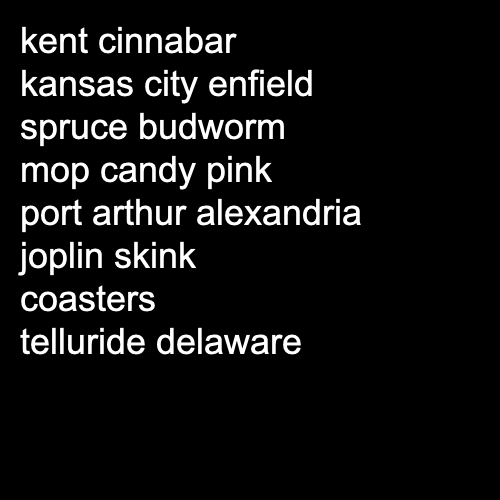 kent cinnabar
kansas city enfield
spruce budworm
mop candy pink
port arthur alexandria
joplin skink
coasters
telluride delaware